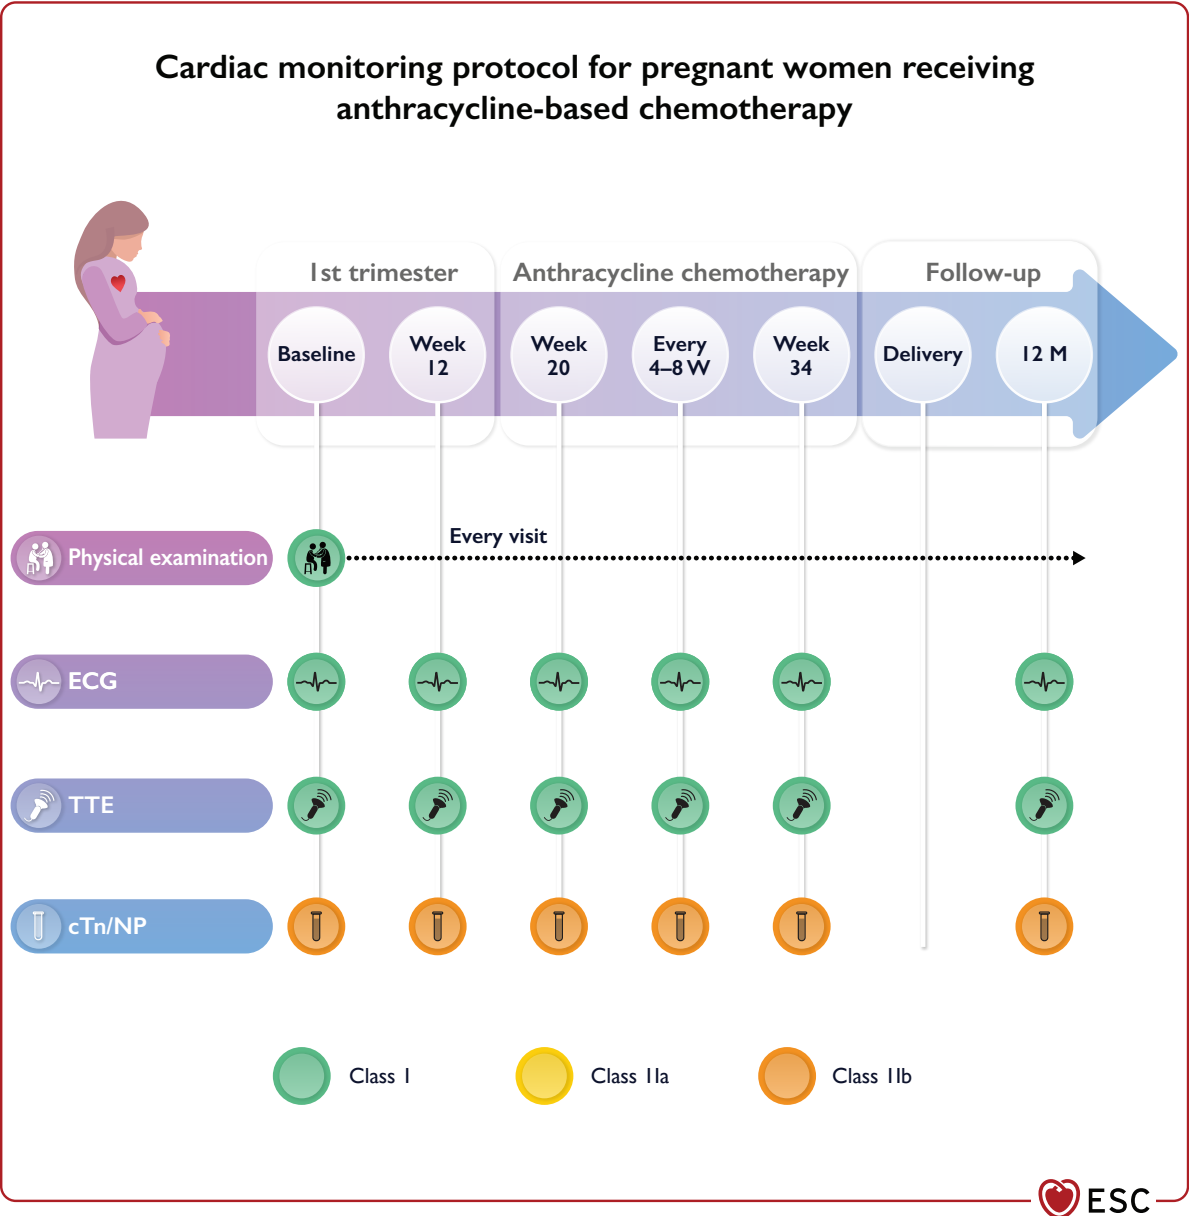 Cardiac monitoring protocol for pregnant women receiving
anthracycline-based chemotherapy
1st trimester
Anthracycline chemotherapy
Follow-up
Baseline
Week
12
Week
20
Every
4–8 W
Week
34
Delivery
12 M
Physical examination
Every visit
ECG
TTE
cTn/NP
Class I
Class IIa
Class IIb
ESC